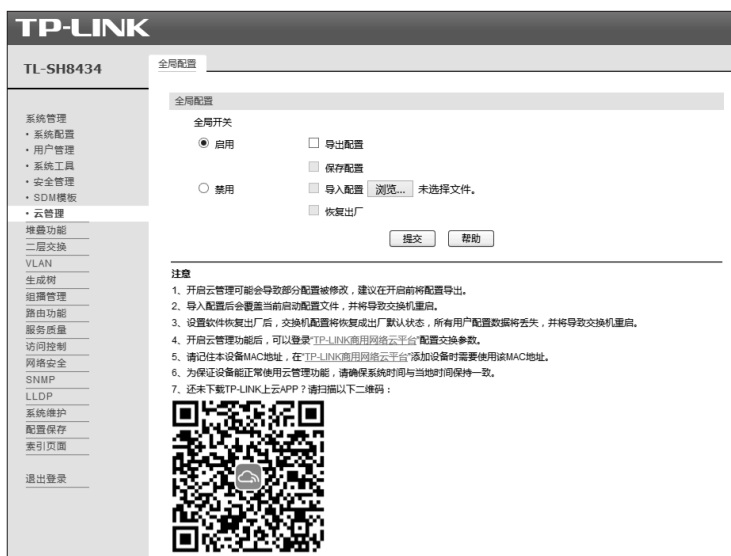 TP-LINK
TL-SH8434
全局配置
系统管理
• 系统配置
• 用户管理
• 系统工具
• 安全管理
• SDM模板
• 云管理
堆叠功能
二层交换
VLAN
生成树
组播管理
路由功能
服务质量
访问控制
网络安全
SNMP
LLDP
系统维护
配置保存
索引页面
退出登录
全局配置
全局开关
启用 导出配置
保存配置
禁用 导入配置 浏览... 未选择文件。
恢复出厂
提交 帮助
注意
1、开启云管理可能会导致部分配置被修改，建议在开启前将配置导出。
2、导入配置后会覆盖当前启动配置文件，并将导致交换机重启。
3、设置软件恢复出厂后，交换机配置将恢复成出厂默认状态，所有用户配置数据将丢失，并将导致交换机重启。
4、开启云管理功能后，可以登录“TP-LINK商用网络云平台”配置交换参数。
5、请记住本设备MAC地址，在“TP-LINK商用网络云平台”添加设备时需要使用该MAC地址。
6、为保证设备能正常使用云管理功能，请确保系统时间与当地时间保持一致。
7、还未下载TP-LINK上云APP？请扫描以下二维码：